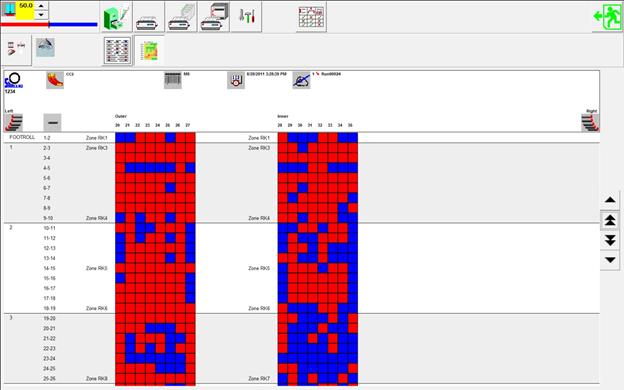 50.0
CC2 MS 8/20/2011 3:28:39 PM 1 Run00024
1234
Left Right
Outer Inner
20 21 22 23 24 25 26 27 28 29 30 31 32 33 34 35
FOOTROLL 1-2 Zone RK1 Zone RK1
1 2-3 Zone RK3 Zone RK3
3-4
4-5
5-6
6-7
7-8
8-9
9-10 Zone RK4 Zone RK4
2 10-11
11-12
12-13
13-14
14-15 Zone RK5 Zone RK5
15-16
16-17
17-18
18-19 Zone RK6 Zone RK6
3 19-20
20-21
21-22
22-23
23-24
24-25
25-26 Zone RK8 Zone RK7